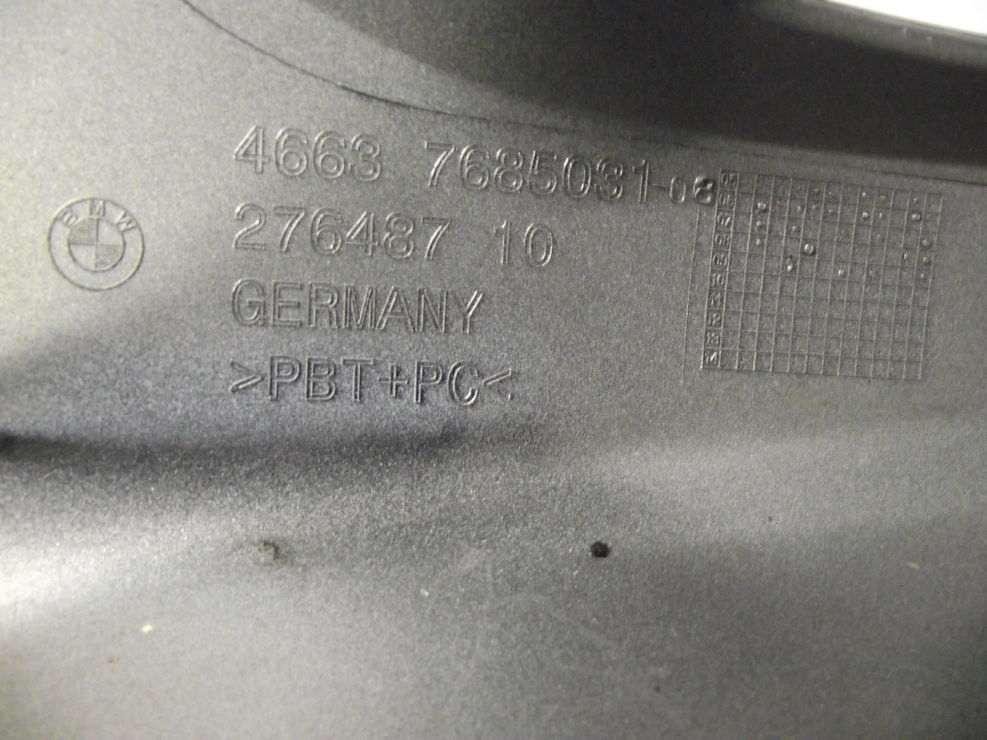 4663 7685031-08
BMW
276487 10
GERMANY
>PBT+PC<